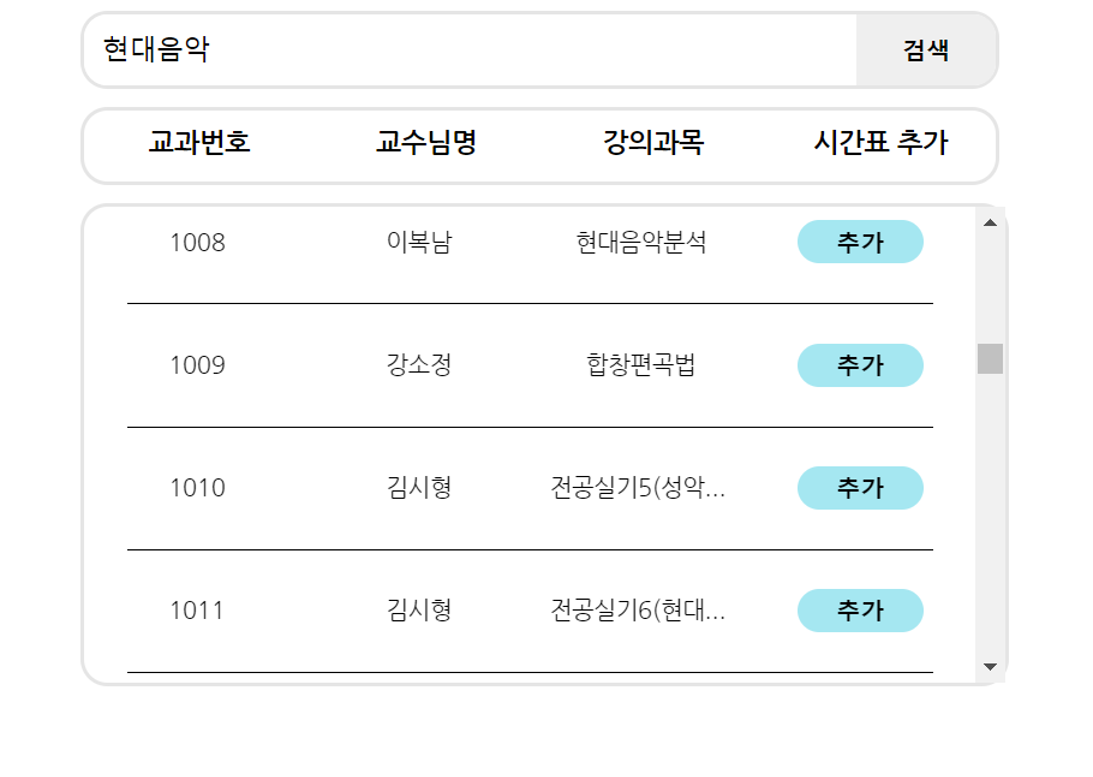 현대음악 검색
교과번호 교수님명 강의과목 시간표 추가
1008 이복남 현대음악분석 추가
1009 강소정 합창편곡법 추가
1010 김시형 전공실기5(성악... 추가
1011 김시형 전공실기6(현대... 추가